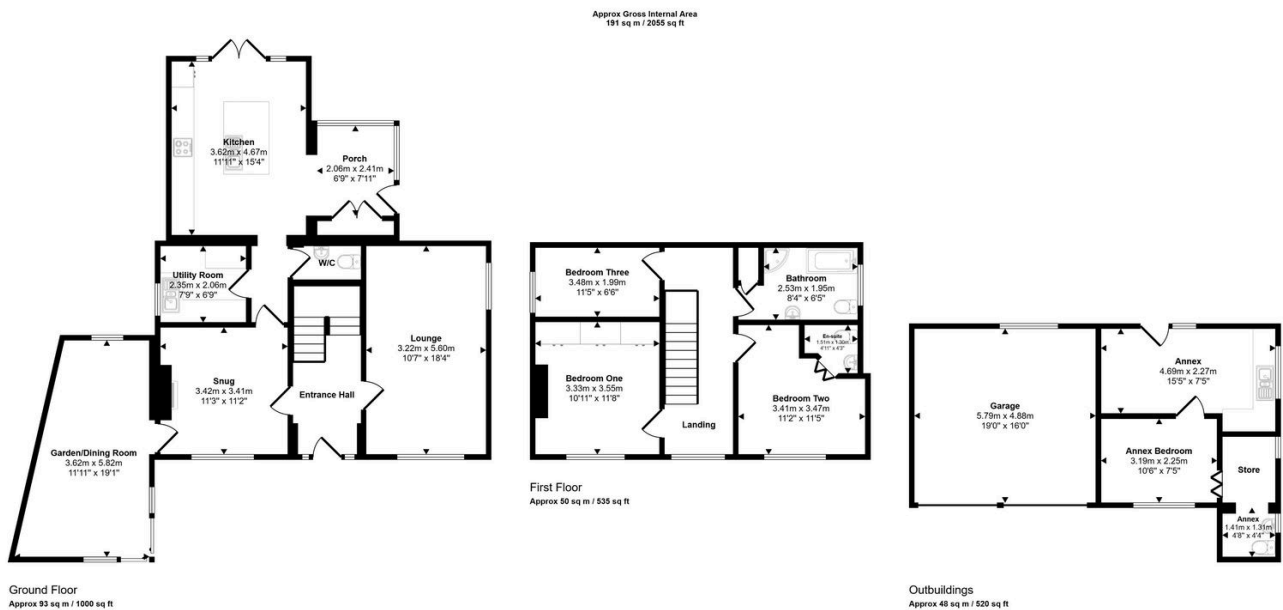 Approx Gross Internal Area
191 sq m / 2055 sq ft
Kitchen
3.62m x 4.67m
11'11" x 15'4"
Porch
2.06m x 2.41m
6'9" x 7'11"
Utility Room
2.35m x 2.06m
7'9" x 6'9"
W/C
Lounge
3.22m x 5.60m
10'7" x 18'4"
Snug
3.42m x 3.41m
11'3" x 11'2"
Entrance Hall
Garden/Dining Room
3.62m x 5.82m
11'11" x 19'1"
Ground Floor
Approx 93 sq m / 1000 sq ft
Bedroom Three
3.48m x 1.99m
11'5" x 6'6"
Bathroom
2.53m x 1.95m
8'4" x 6'5"
En-suite
4'11" x 4'3"
Bedroom One
3.33m x 3.55m
10'11" x 11'8"
Bedroom Two
3.41m x 3.47m
11'2" x 11'5"
Landing
First Floor
Approx 50 sq m / 535 sq ft
Annex
4.69m x 2.27m
15'5" x 7'5"
Garage
5.79m x 4.88m
19'0" x 16'0"
Annex Bedroom
3.19m x 2.25m
10'6" x 7'5"
Store
Annex
1.41m x 1.31m
4'8" x 4'4"
Outbuildings
Approx 48 sq m / 520 sq ft